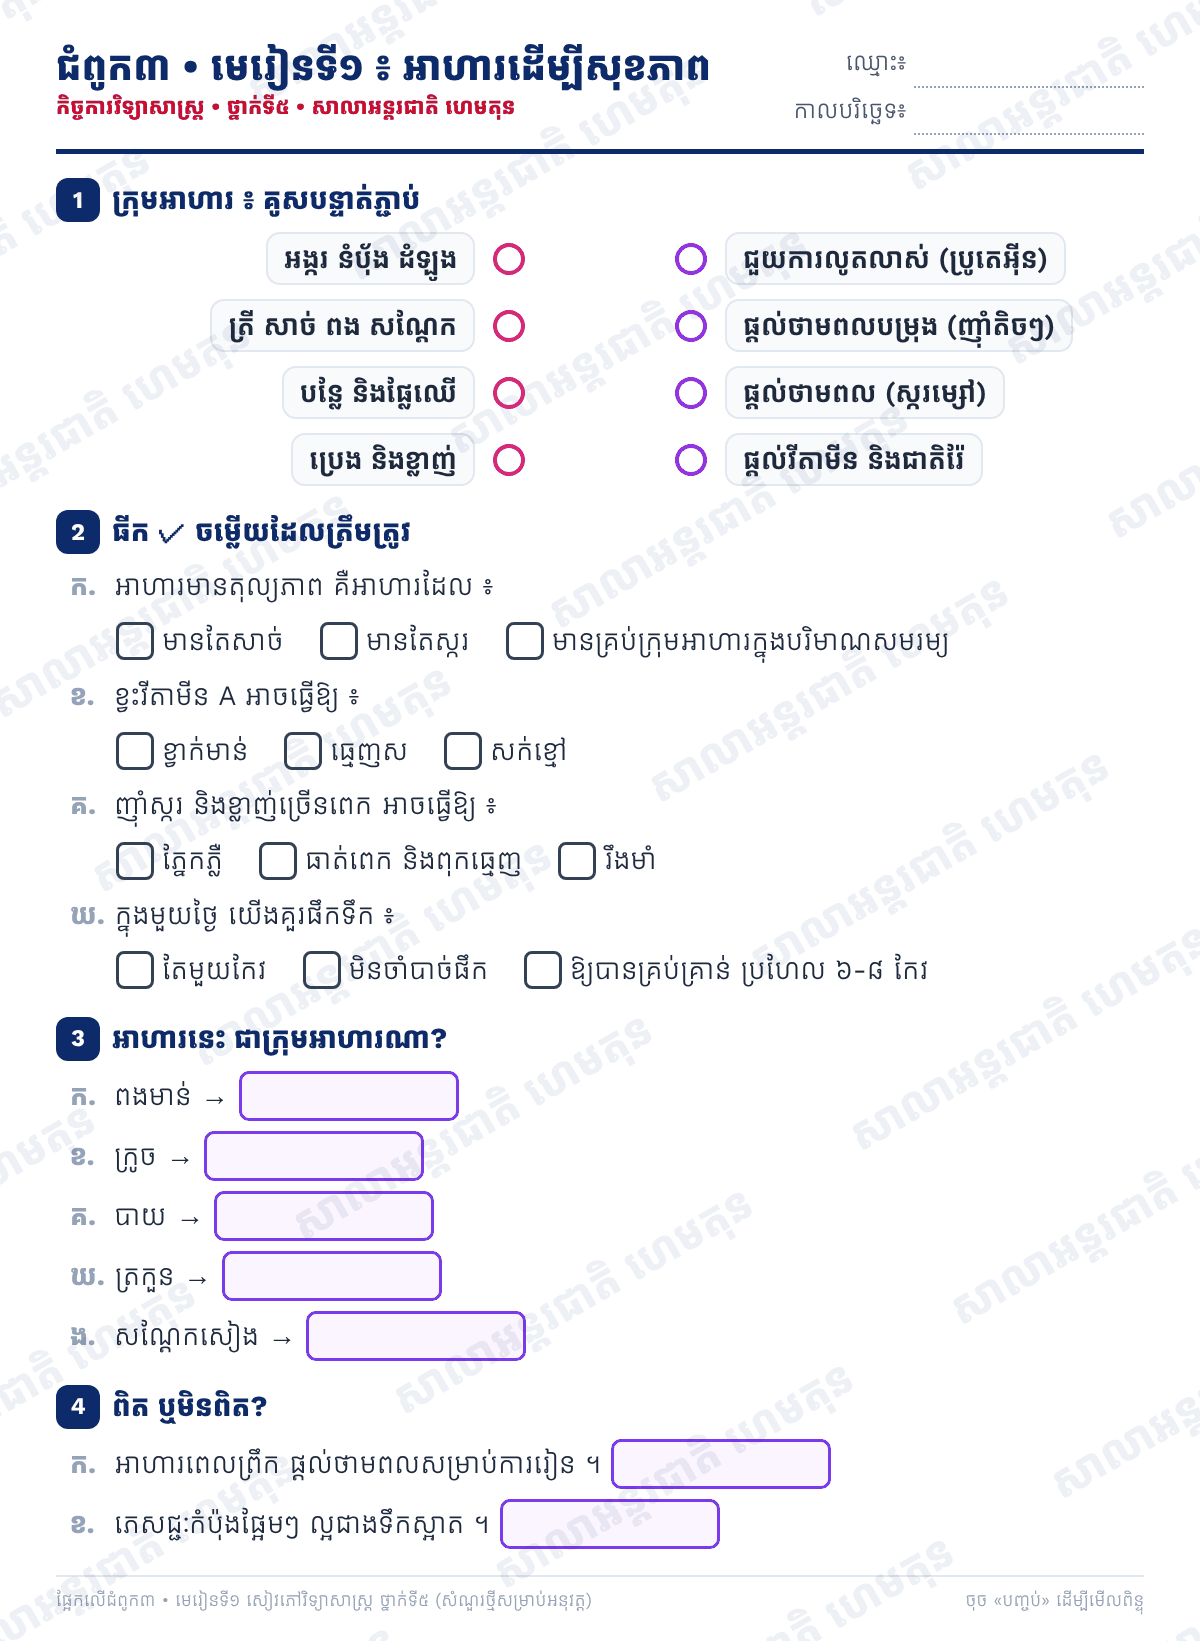 ជំពូក៣ • មេរៀនទី១ ៖ អាហារដើម្បីសុខភាព
កិច្ចការវិទ្យាសាស្ត្រ • ថ្នាក់ទី៥ • សាលាអន្តរជាតិ ហេមតុន
ឈ្មោះ៖
កាលបរិច្ឆេទ៖
1 ក្រុមអាហារ ៖ គូសបន្ទាត់ភ្ជាប់
អង្ករ នំប៉័ង ដំឡូង ជួយការលូតលាស់ (ប្រូតេអ៊ីន)
ត្រី សាច់ ពង សណ្តែក ផ្តល់ថាមពលបម្រុង (ញ៉ាំតិចៗ)
បន្លែ និងផ្លែឈើ ផ្តល់ថាមពល (ស្ករម្សៅ)
ប្រេង និងខ្លាញ់ ផ្តល់វីតាមីន និងជាតិរ៉ែ
2 ធីក ✓ ចម្លើយដែលត្រឹមត្រូវ
ក. អាហារមានតុល្យភាព គឺអាហារដែល ៖
មានតែសាច់ មានតែស្ករ មានគ្រប់ក្រុមអាហារក្នុងបរិមាណសមរម្យ
ខ. ខ្វះវីតាមីន A អាចធ្វើឱ្យ ៖
ខ្វាក់មាន់ ធ្មេញស សក់ខ្មៅ
គ. ញ៉ាំស្ករ និងខ្លាញ់ច្រើនពេក អាចធ្វើឱ្យ ៖
ភ្នែកភ្លឺ ធាត់ពេក និងពុកធ្មេញ រឹងមាំ
ឃ. ក្នុងមួយថ្ងៃ យើងគួរផឹកទឹក ៖
តែមួយកែវ មិនចាំបាច់ផឹក ឱ្យបានគ្រប់គ្រាន់ ប្រហែល ៦-៨ កែវ
3 អាហារនេះ ជាក្រុមអាហារណា?
ក. ពងមាន់ →
ខ. ក្រូច →
គ. បាយ →
ឃ. ត្រកួន →
ង. សណ្តែកសៀង →
4 ពិត ឬមិនពិត?
ក. អាហារពេលព្រឹក ផ្តល់ថាមពលសម្រាប់ការរៀន ។
ខ. ភេសជ្ជៈកំប៉ុងផ្អែមៗ ល្អជាងទឹកស្អាត ។
ផ្អែកលើជំពូក៣ • មេរៀនទី១ សៀវភៅវិទ្យាសាស្ត្រ ថ្នាក់ទី៥ (សំណួរថ្មីសម្រាប់អនុវត្ត) ចុច «បញ្ចប់» ដើម្បីមើលពិន្ទុ
សាលាអន្តរជាតិ ហេមតុន